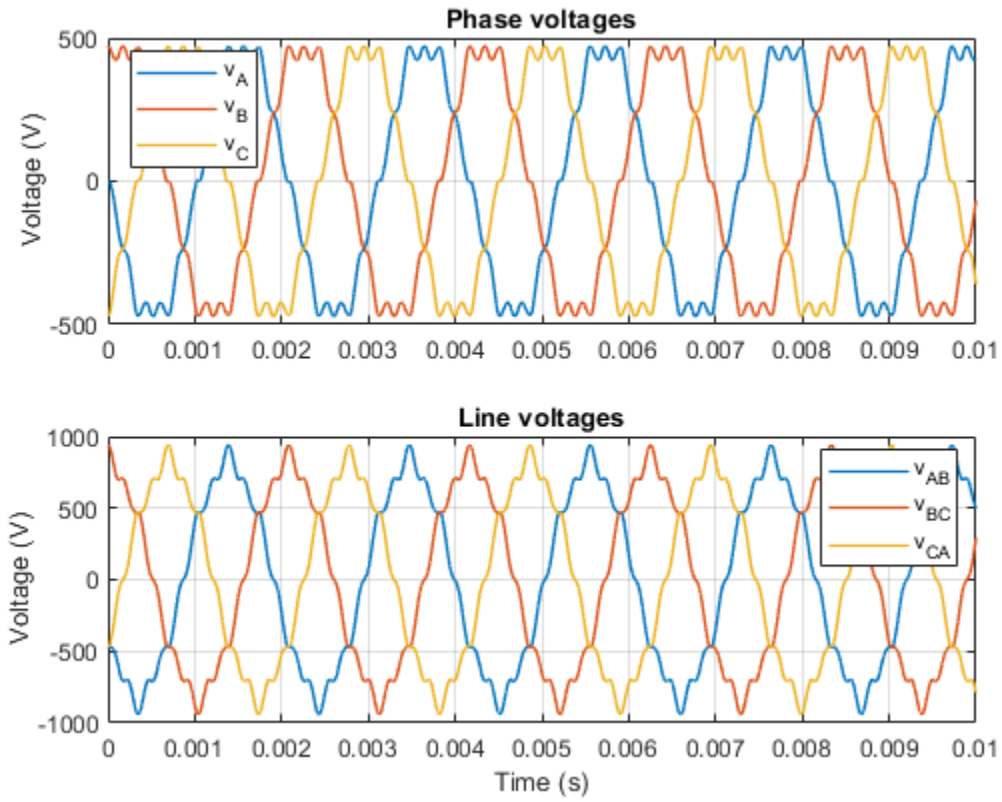 Phase voltages
Voltage (V)
500
0
-500
v_A
v_B
v_C
0 0.001 0.002 0.003 0.004 0.005 0.006 0.007 0.008 0.009 0.01
Line voltages
Voltage (V)
1000
500
0
-500
-1000
v_AB
v_BC
v_CA
0 0.001 0.002 0.003 0.004 0.005 0.006 0.007 0.008 0.009 0.01
Time (s)